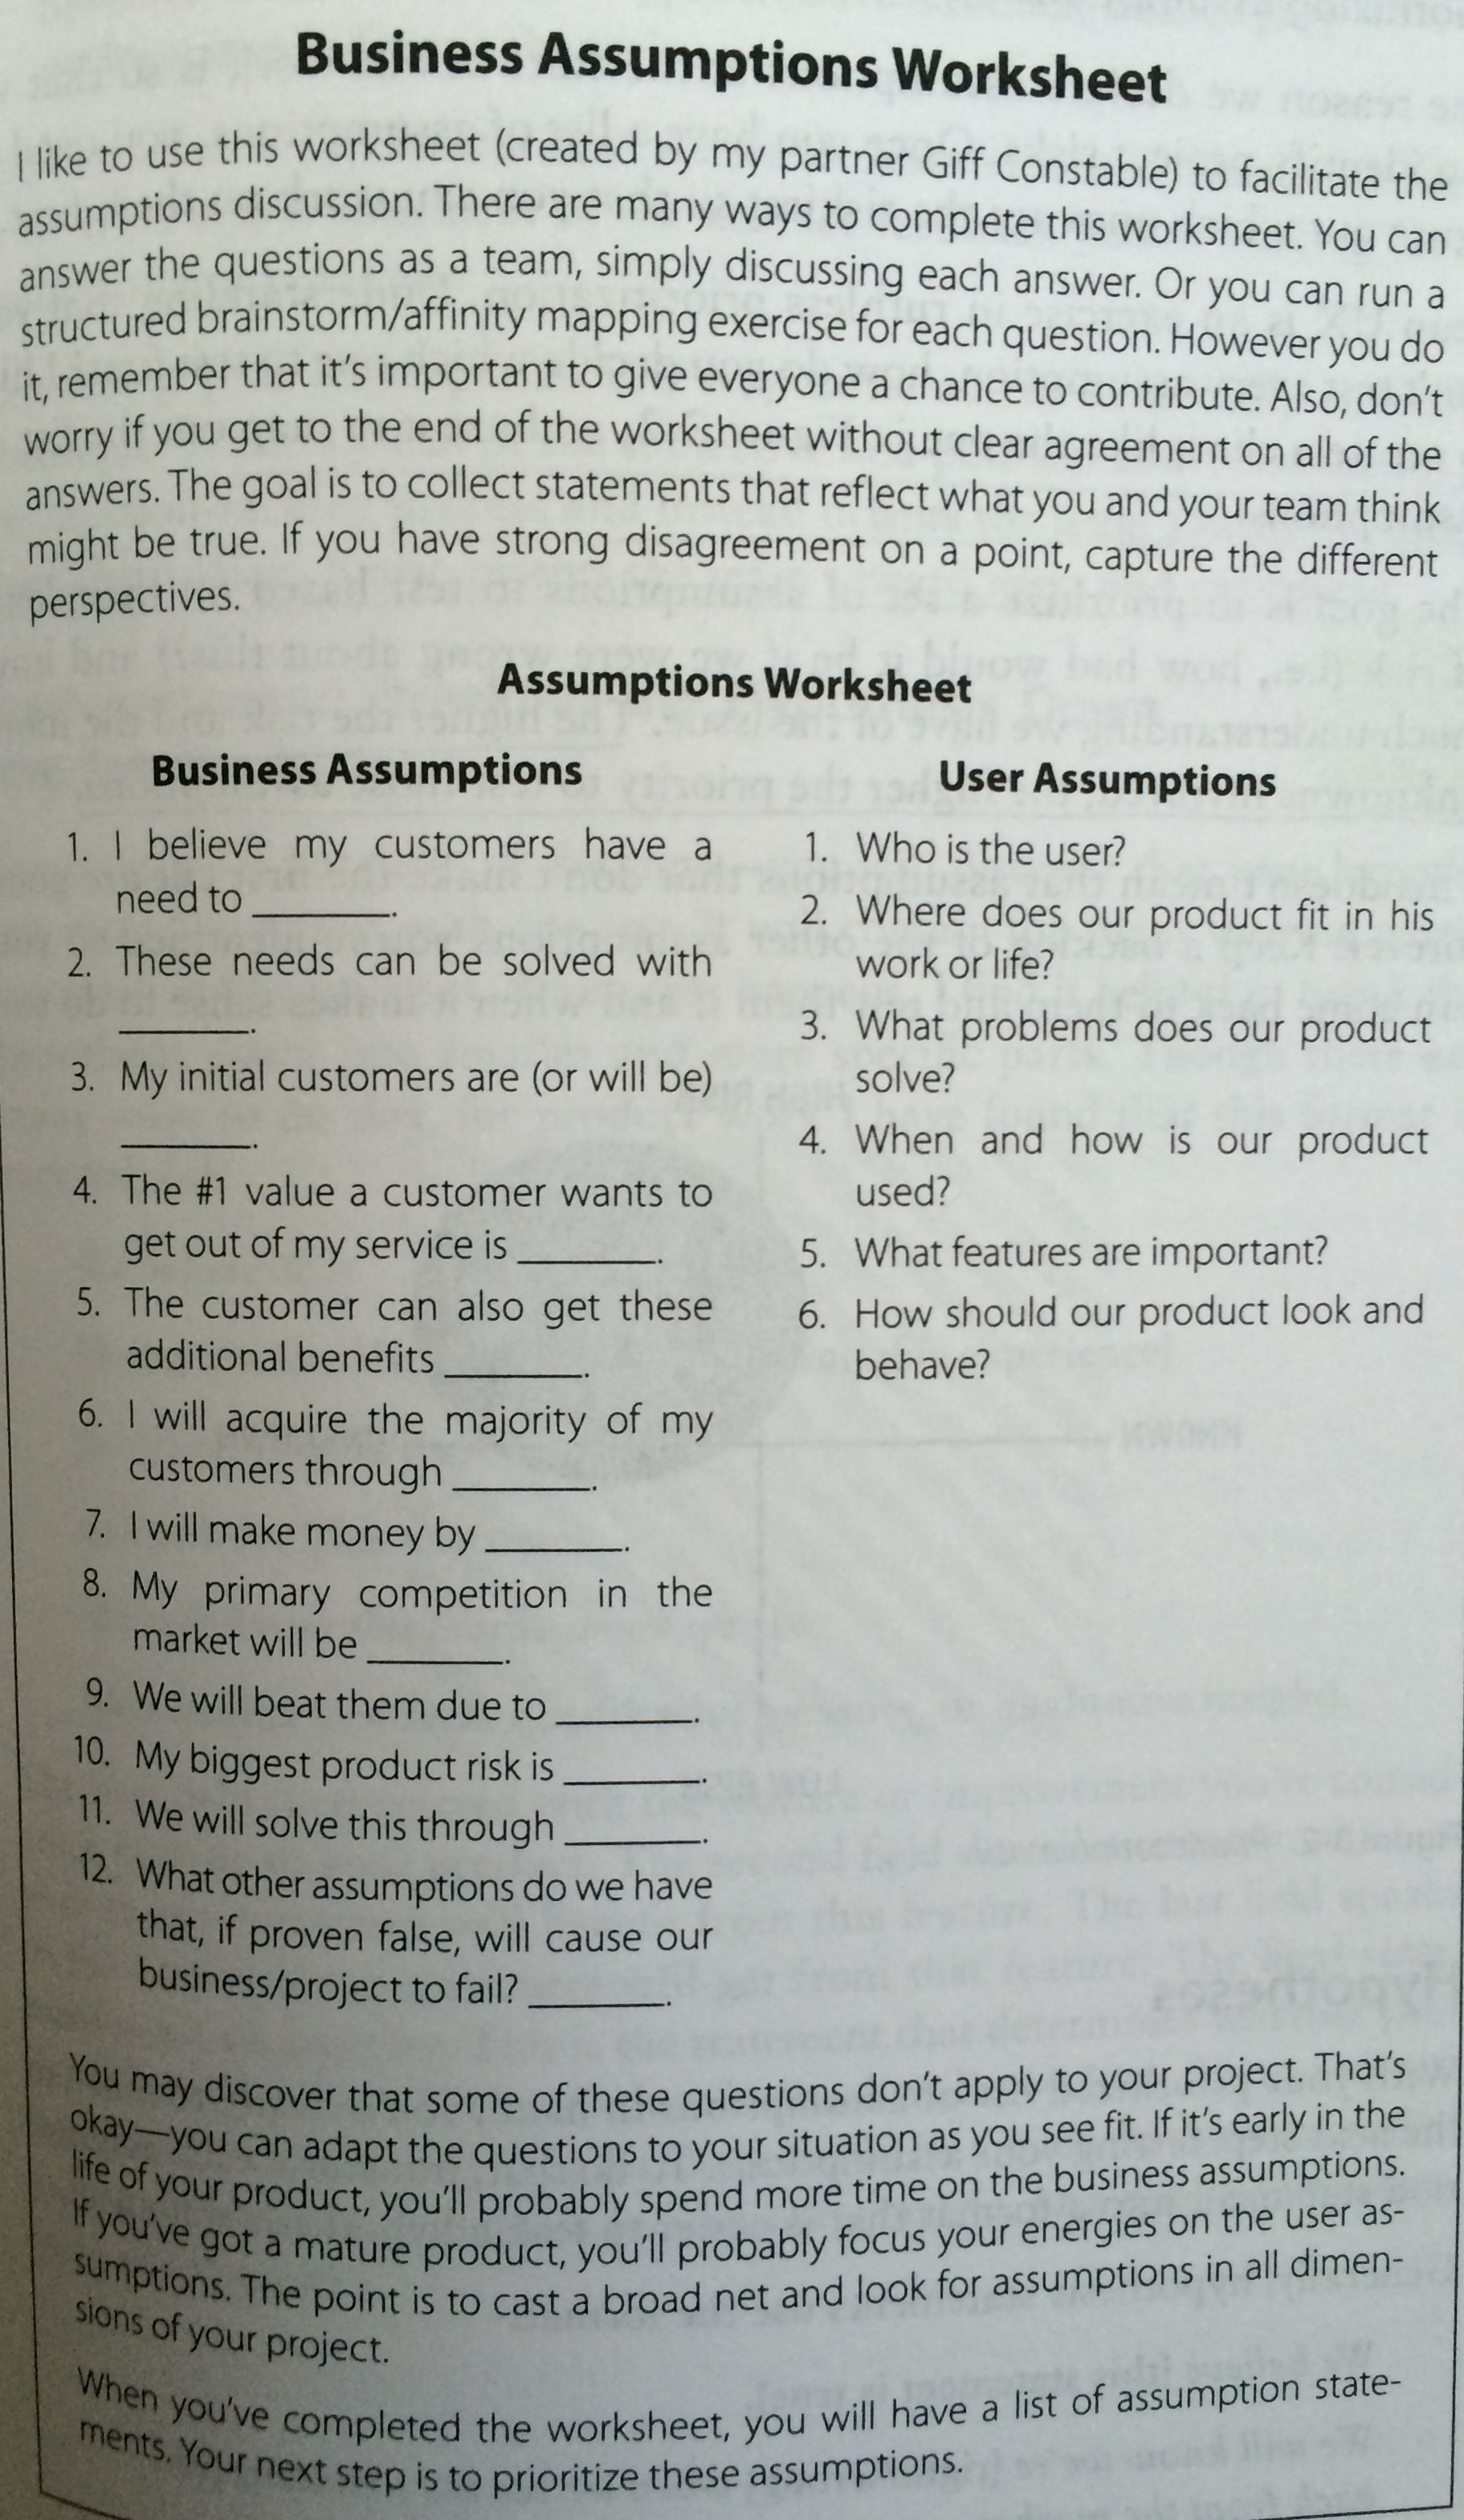 Business Assumptions Worksheet
I like to use this worksheet (created by my partner Giff Constable) to facilitate the
assumptions discussion. There are many ways to complete this worksheet. You can
answer the questions as a team, simply discussing each answer. Or you can run a
structured brainstorm/affinity mapping exercise for each question. However you do
it, remember that it's important to give everyone a chance to contribute. Also, don't
worry if you get to the end of the worksheet without clear agreement on all of the
answers. The goal is to collect statements that reflect what you and your team think
might be true. If you have strong disagreement on a point, capture the different
perspectives.
Assumptions Worksheet
Business Assumptions
1. I believe my customers have a
need to ________.
2. These needs can be solved with
________.
3. My initial customers are (or will be)
________.
4. The #1 value a customer wants to
get out of my service is ________.
5. The customer can also get these
additional benefits ________.
6. I will acquire the majority of my
customers through ________.
7. I will make money by ________.
8. My primary competition in the
market will be ________.
9. We will beat them due to ________.
10. My biggest product risk is ________.
11. We will solve this through ________.
12. What other assumptions do we have
that, if proven false, will cause our
business/project to fail? ________.
User Assumptions
1. Who is the user?
2. Where does our product fit in his
work or life?
3. What problems does our product
solve?
4. When and how is our product
used?
5. What features are important?
6. How should our product look and
behave?
You may discover that some of these questions don't apply to your project. That's
okay—you can adapt the questions to your situation as you see fit. If it's early in the
life of your product, you'll probably spend more time on the business assumptions.
If you've got a mature product, you'll probably focus your energies on the user as-
sumptions. The point is to cast a broad net and look for assumptions in all dimen-
sions of your project.
When you've completed the worksheet, you will have a list of assumption state-
ments. Your next step is to prioritize these assumptions.